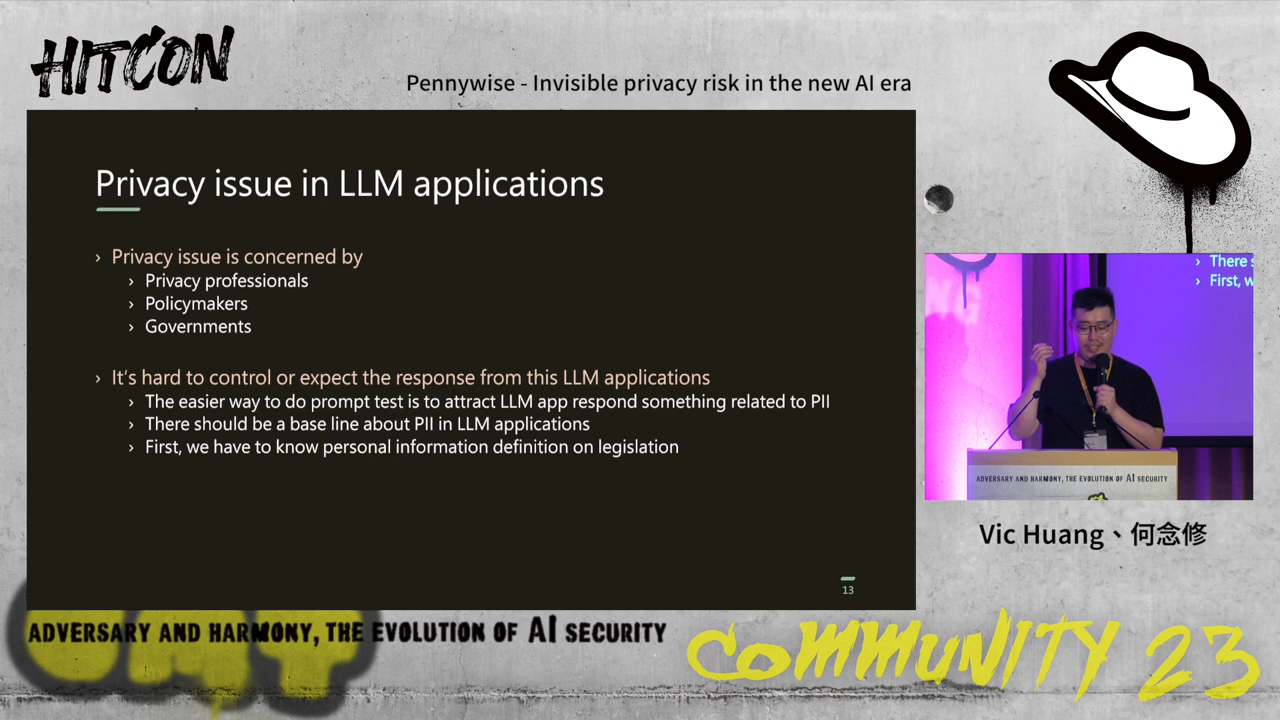 HITCON
Pennywise - Invisible privacy risk in the new AI era
Privacy issue in LLM applications
› Privacy issue is concerned by
› Privacy professionals
› Policymakers
› Governments
› It's hard to control or expect the response from this LLM applications
› The easier way to do prompt test is to attract LLM app respond something related to PII
› There should be a base line about PII in LLM applications
› First, we have to know personal information definition on legislation
13
› There s
› First, w
NG
ADVERSARY AND HARMONY, THE EVOLUTION OF AI SECURITY
Vic Huang、何念修
ADVERSARY AND HARMONY, THE EVOLUTION OF AI SECURITY
COMMUNITY 23